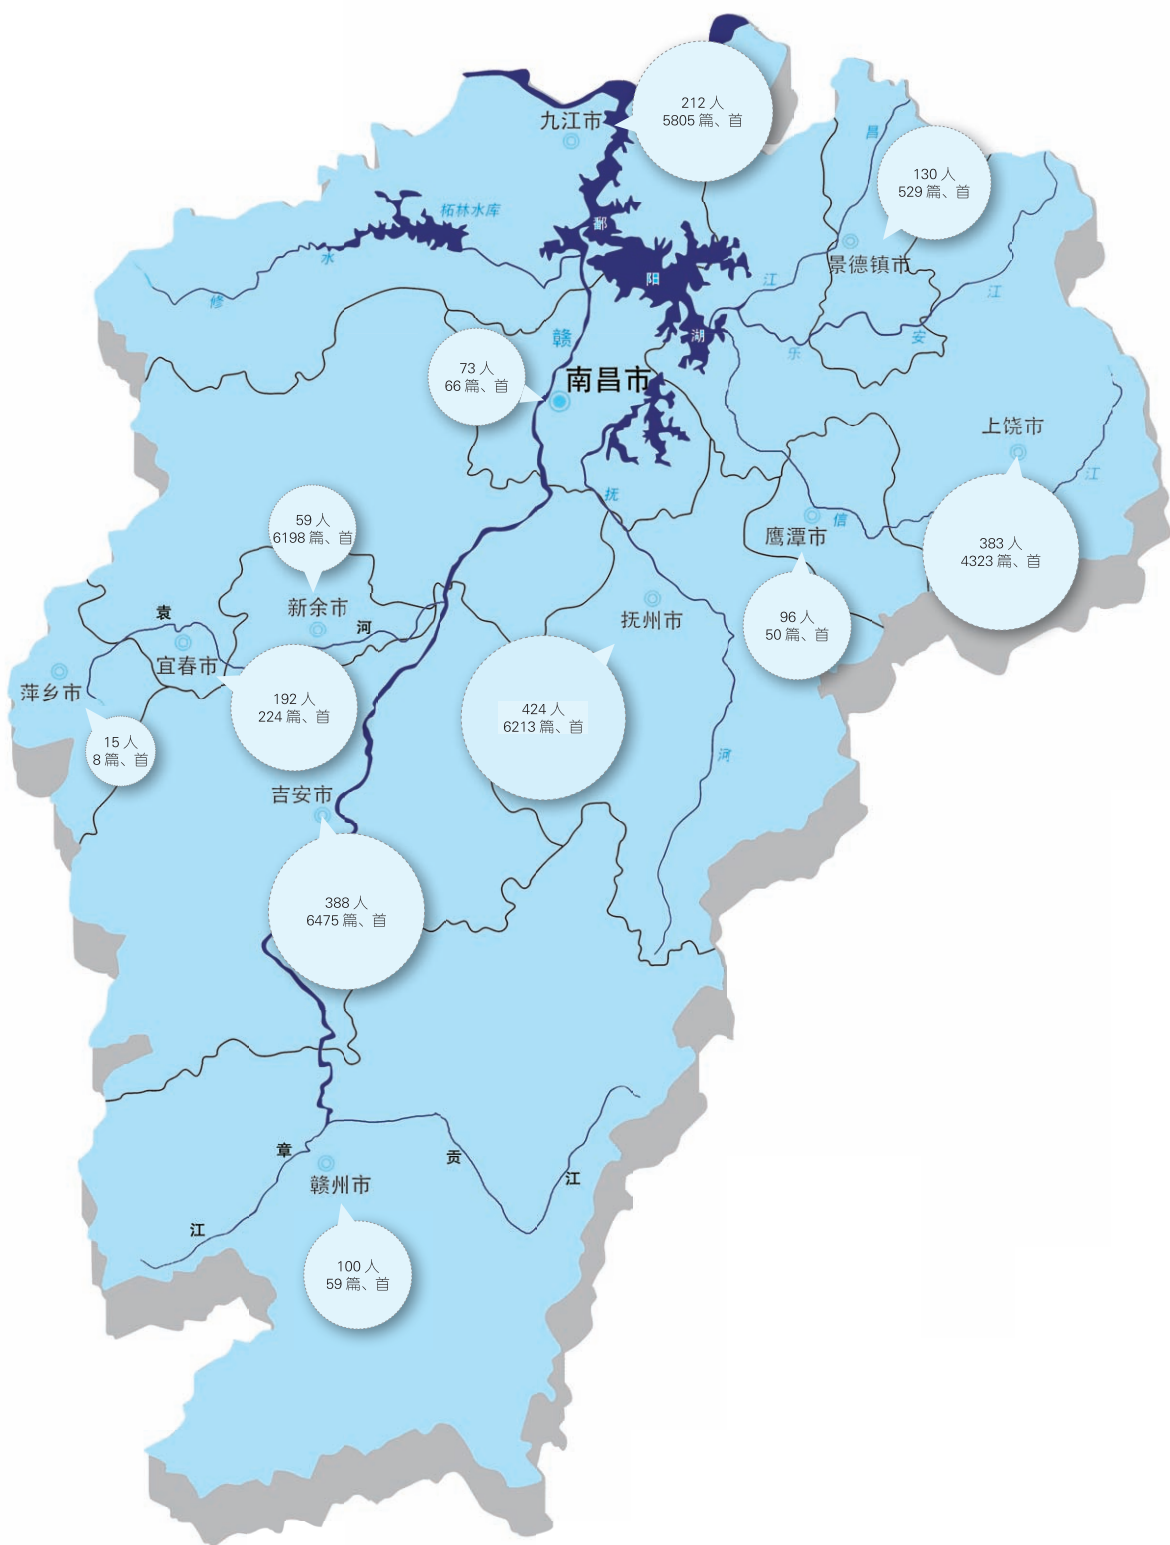 212 人
5805 篇、首
九江市
昌
130 人
529 篇、首
柘林水库
鄱
水
景德镇市
阳
江
江
修
赣
湖
安
乐
73 人
66 篇、首
南昌市
上饶市
江
抚
信
59 人
6198 篇、首
鹰潭市
383 人
4323 篇、首
新余市
袁
河
抚州市
96 人
50 篇、首
宜春市
萍乡市
192 人
224 篇、首
424 人
6213 篇、首
15 人
8 篇、首
河
吉安市
388 人
6475 篇、首
章
贡
江
赣州市
江
100 人
59 篇、首